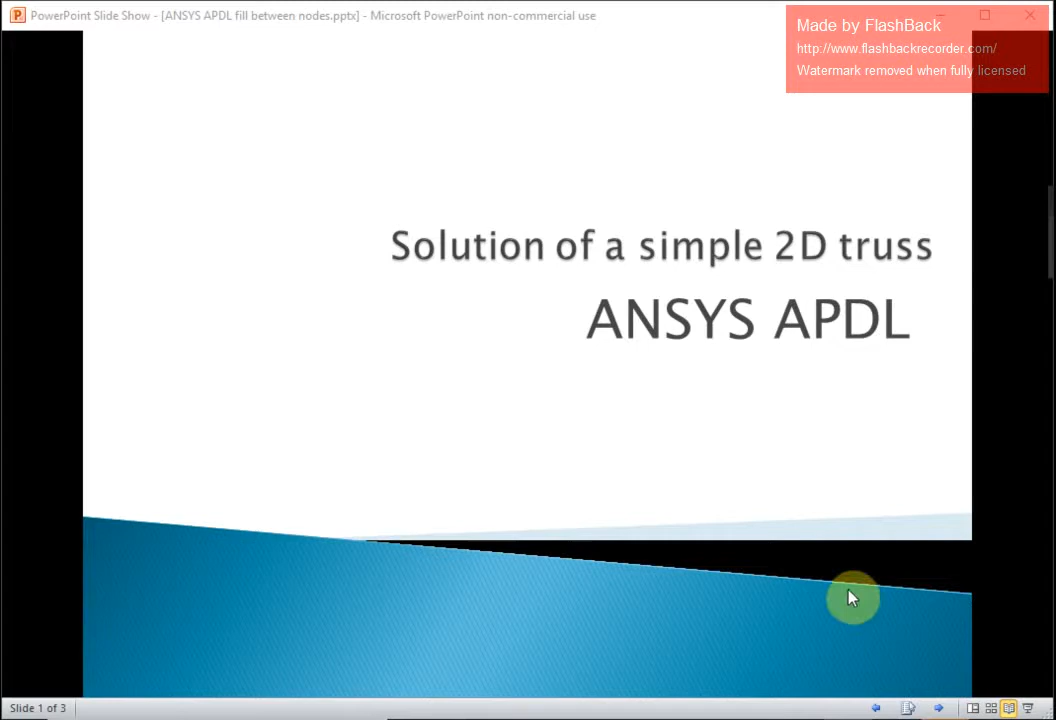 PowerPoint Slide Show - [ANSYS APDL fill between nodes.pptx] - Microsoft PowerPoint non-commercial use
Made by FlashBack
http://www.flashbackrecorder.com/
Watermark removed when fully licensed
Solution of a simple 2D truss
ANSYS APDL
Slide 1 of 3